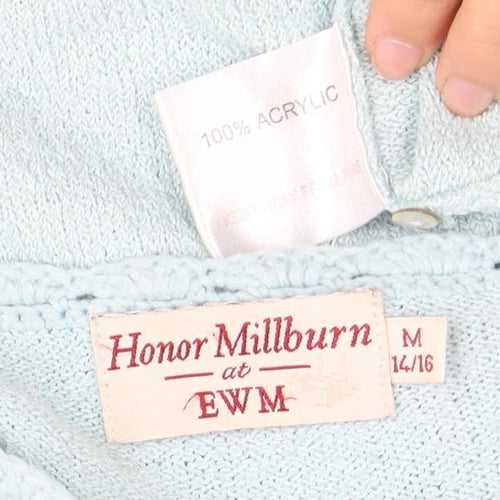 100% ACRYLIC
KEEP AWAY FROM FIRE
Honor Millburn
at
EWM
M
14/16